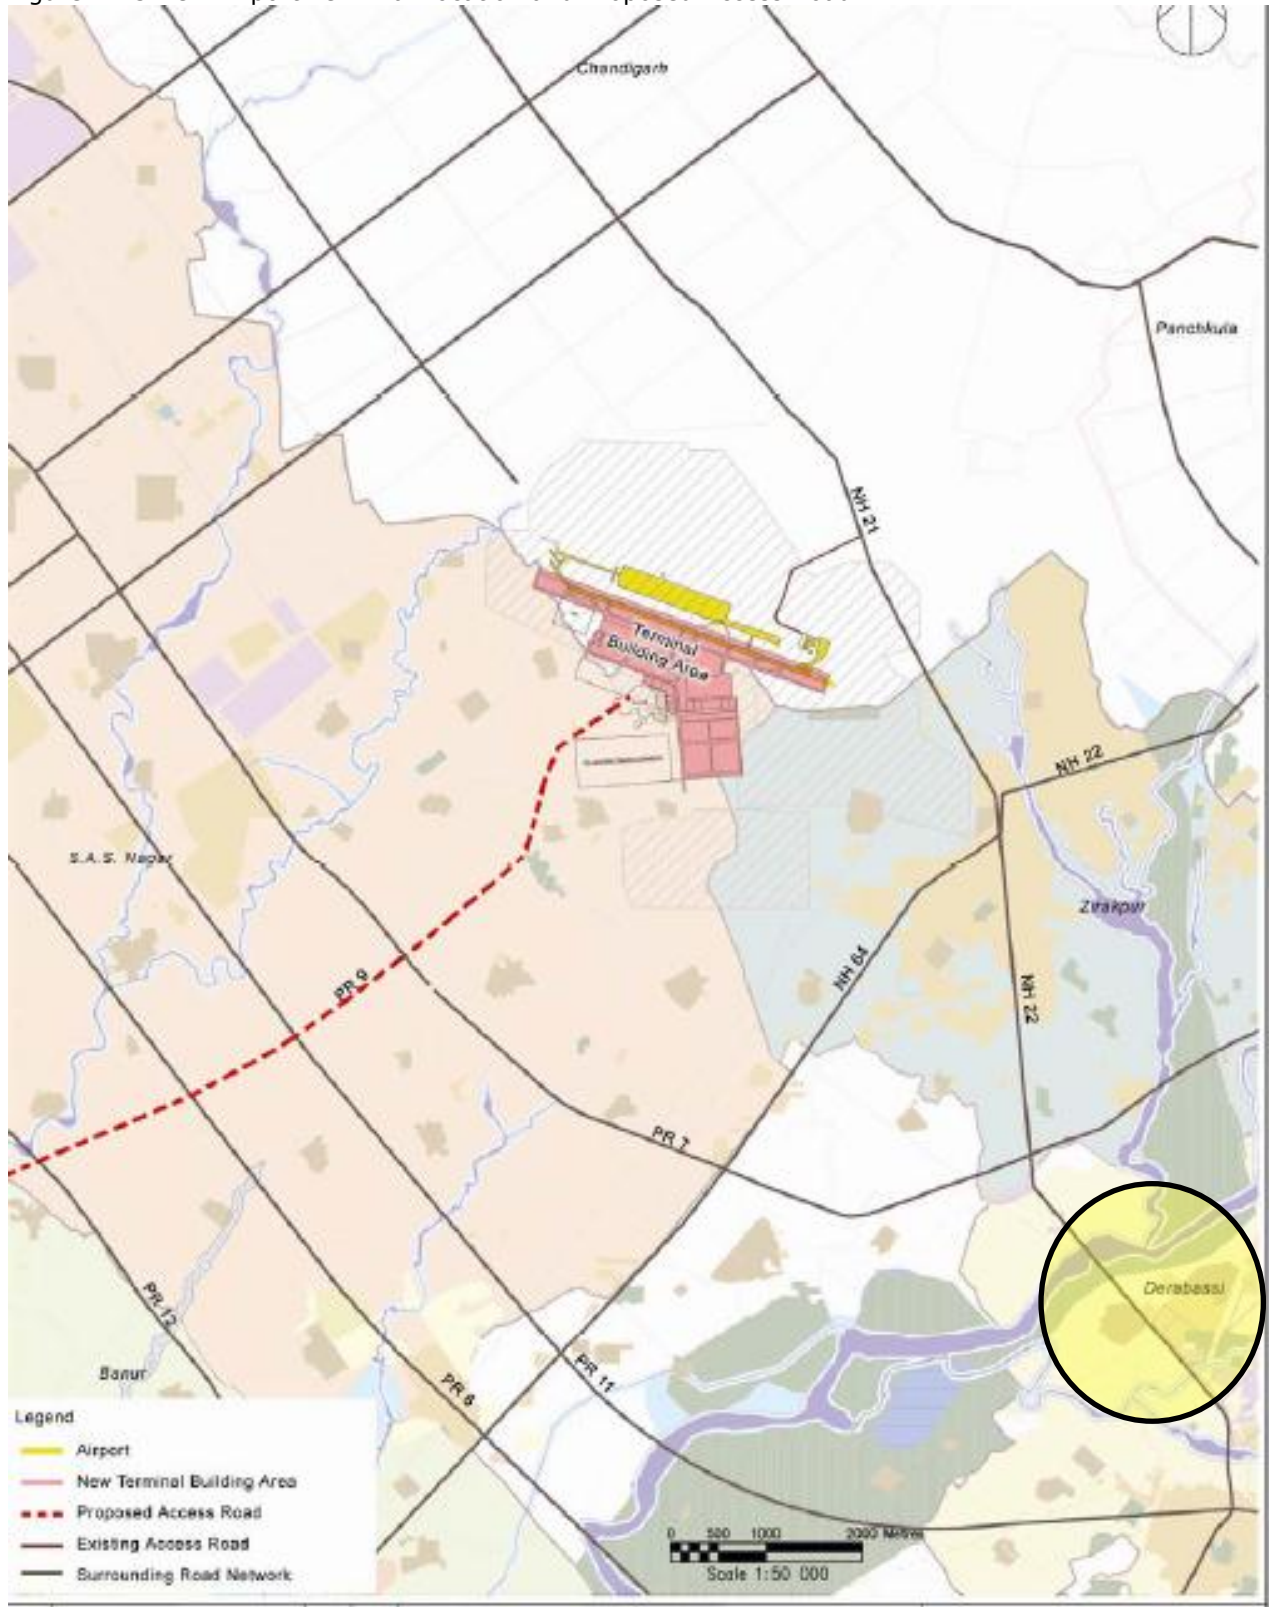 Chandigarh
Panchkula
NH 21
Terminal
Building Area
NH 22
S.A.S. Nagar
Zirakpur
PR 9
NH 64
NH 22
PR 7
Derabassi
PR 12
Banur
PR 11
PR 6
Legend
Airport
New Terminal Building Area
Proposed Access Road
Existing Access Road
Surrounding Road Network
0 500 1000 2000 Metres
Scale 1:50 000